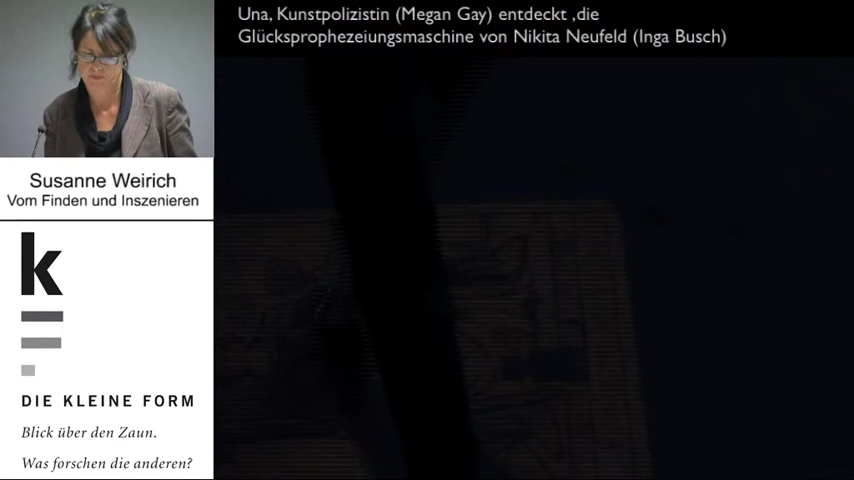 Una, Kunstpolizistin (Megan Gay) entdeckt ‚die
Glücksprophezeiungsmaschine von Nikita Neufeld (Inga Busch)
Susanne Weirich
Vom Finden und Inszenieren
k
DIE KLEINE FORM
Blick über den Zaun.
Was forschen die anderen?